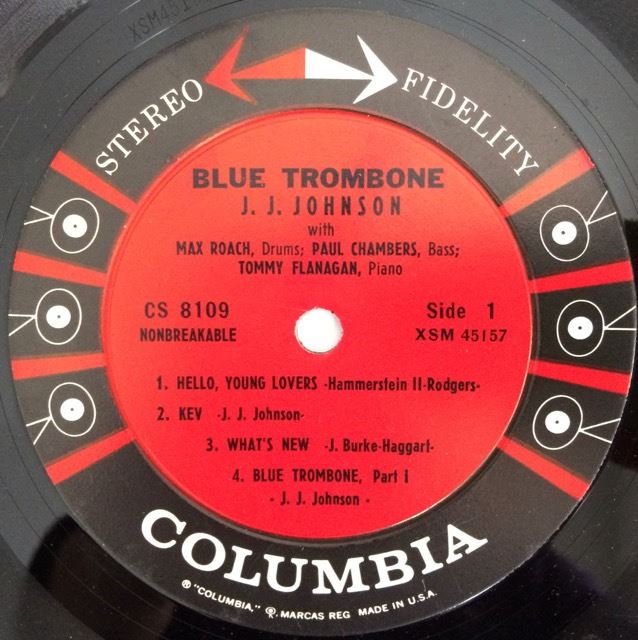 XSM451
STEREO FIDELITY
BLUE TROMBONE
J. J. JOHNSON
with
MAX ROACH, Drums; PAUL CHAMBERS, Bass;
TOMMY FLANAGAN, Piano
CS 8109 Side 1
NONBREAKABLE XSM 45157
1. HELLO, YOUNG LOVERS -Hammerstein II-Rodgers-
2. KEV -J. J. Johnson-
3. WHAT'S NEW -J. Burke-Haggart-
4. BLUE TROMBONE, Part I
- J. J. Johnson -
COLUMBIA
® "COLUMBIA," MARCAS REG MADE IN U.S.A.